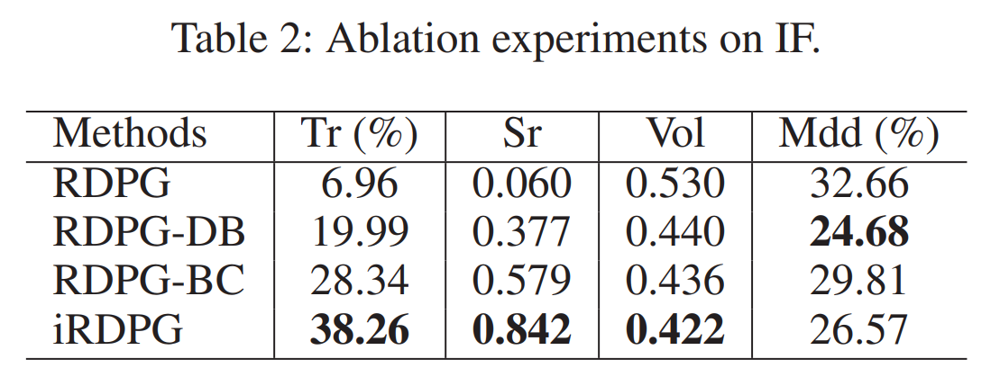 Table 2: Ablation experiments on IF.
Methods Tr (%) Sr Vol Mdd (%)
RDPG 6.96 0.060 0.530 32.66
RDPG-DB 19.99 0.377 0.440 24.68
RDPG-BC 28.34 0.579 0.436 29.81
iRDPG 38.26 0.842 0.422 26.57